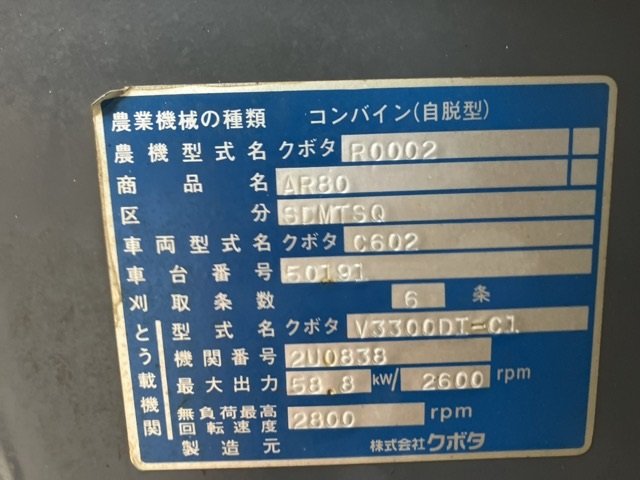 農業機械の種類 コンバイン(自脱型)
農機型式名 クボタ R0002
商品名 AR80
区分 SDMTSQ
車両型式名 クボタ C602
車台番号 50191
刈取条数 6 条
とう載機関
型式名 クボタ V3300DI-C1
機関番号 2U0838
最大出力 58.8 kW/ 2600 rpm
無負荷最高回転速度 2800 rpm
製造元 株式会社クボタ